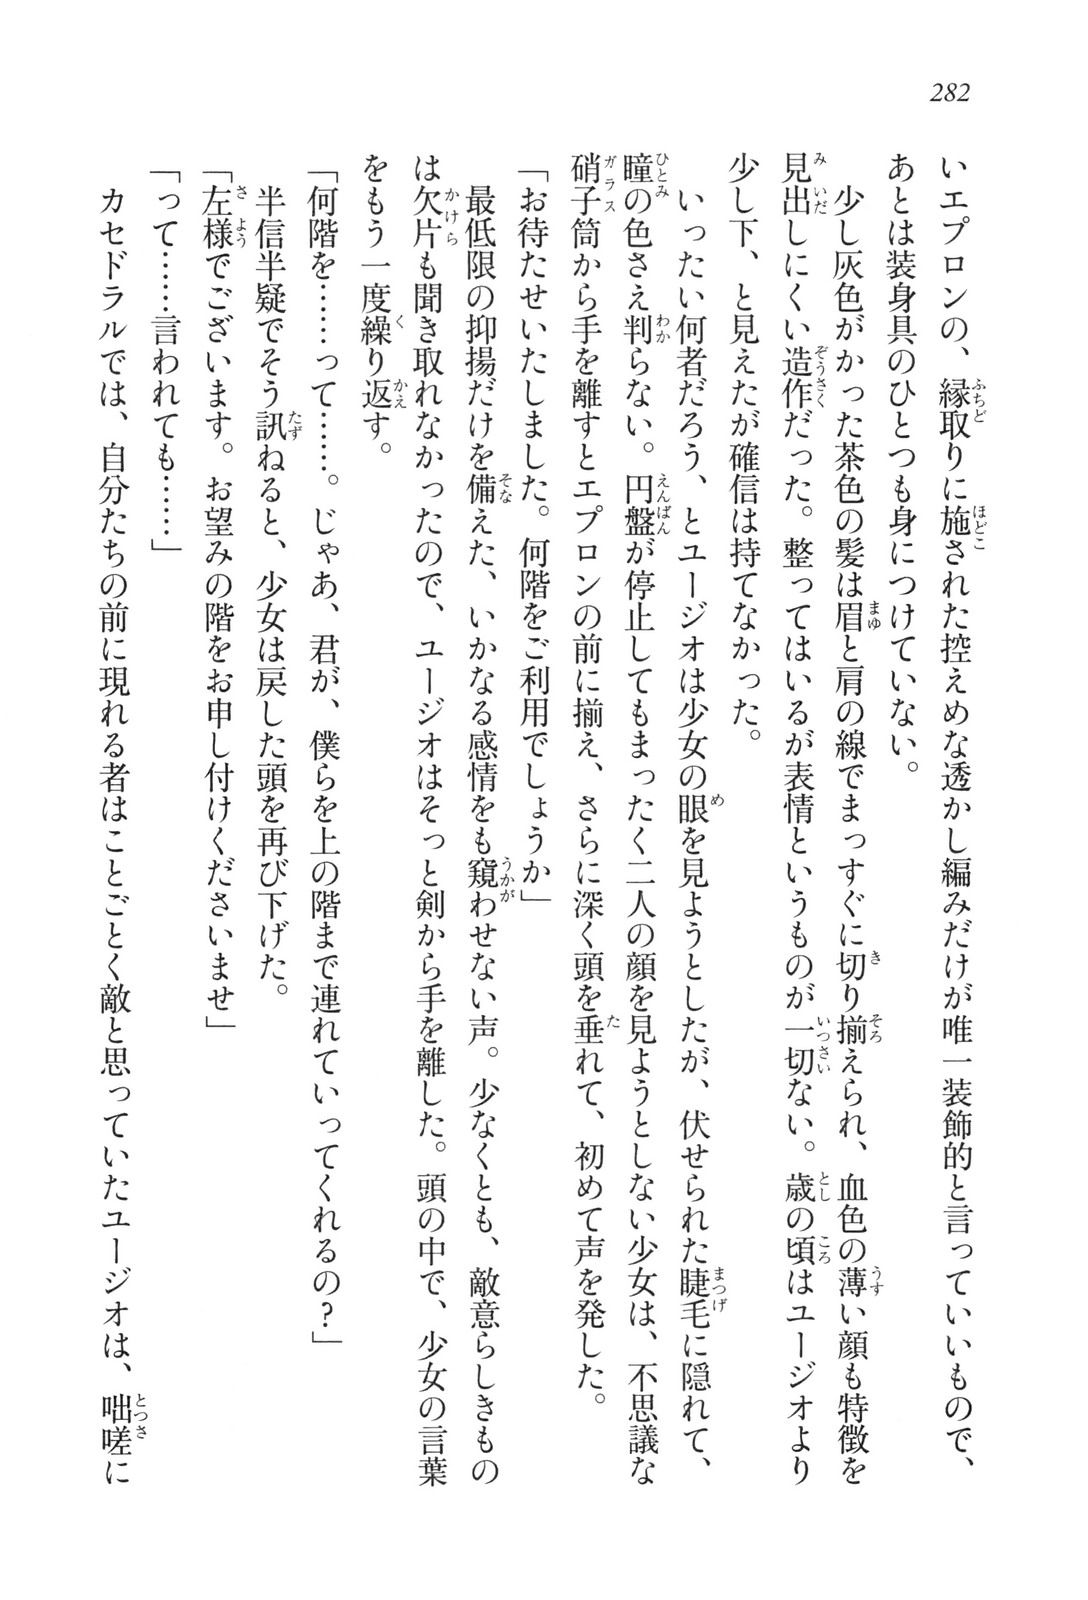 282
いエプロンの、縁取りに施された控えめな透かし編みだけが唯一装飾的と言っていいもので、
あとは装身具のひとつも身につけていない。
少し灰色がかった茶色の髪は眉と肩の線でまっすぐに切り揃えられ、血色の薄い顔も特徴を
見出しにくい造作だった。整ってはいるが表情というものが一切ない。歳の頃はユージオより
少し下、と見えたが確信は持てなかった。
いったい何者だろう、とユージオは少女の眼を見ようとしたが、伏せられた睫毛に隠れて、
瞳の色さえ判らない。円盤が停止してもまったく二人の顔を見ようとしない少女は、不思議な
硝子筒から手を離すとエプロンの前に揃え、さらに深く頭を垂れて、初めて声を発した。
「お待たせいたしました。何階をご利用でしょうか」
最低限の抑揚だけを備えた、いかなる感情をも窺わせない声。少なくとも、敵意らしきもの
は欠片も聞き取れなかったので、ユージオはそっと剣から手を離した。頭の中で、少女の言葉
をもう一度繰り返す。
「何階を……って……。じゃあ、君が、僕らを上の階まで連れていってくれるの?」
半信半疑でそう訊ねると、少女は戻した頭を再び下げた。
「左様でございます。お望みの階をお申し付けくださいませ」
「って……言われても……」
カセドラルでは、自分たちの前に現れる者はことごとく敵と思っていたユージオは、咄嗟に